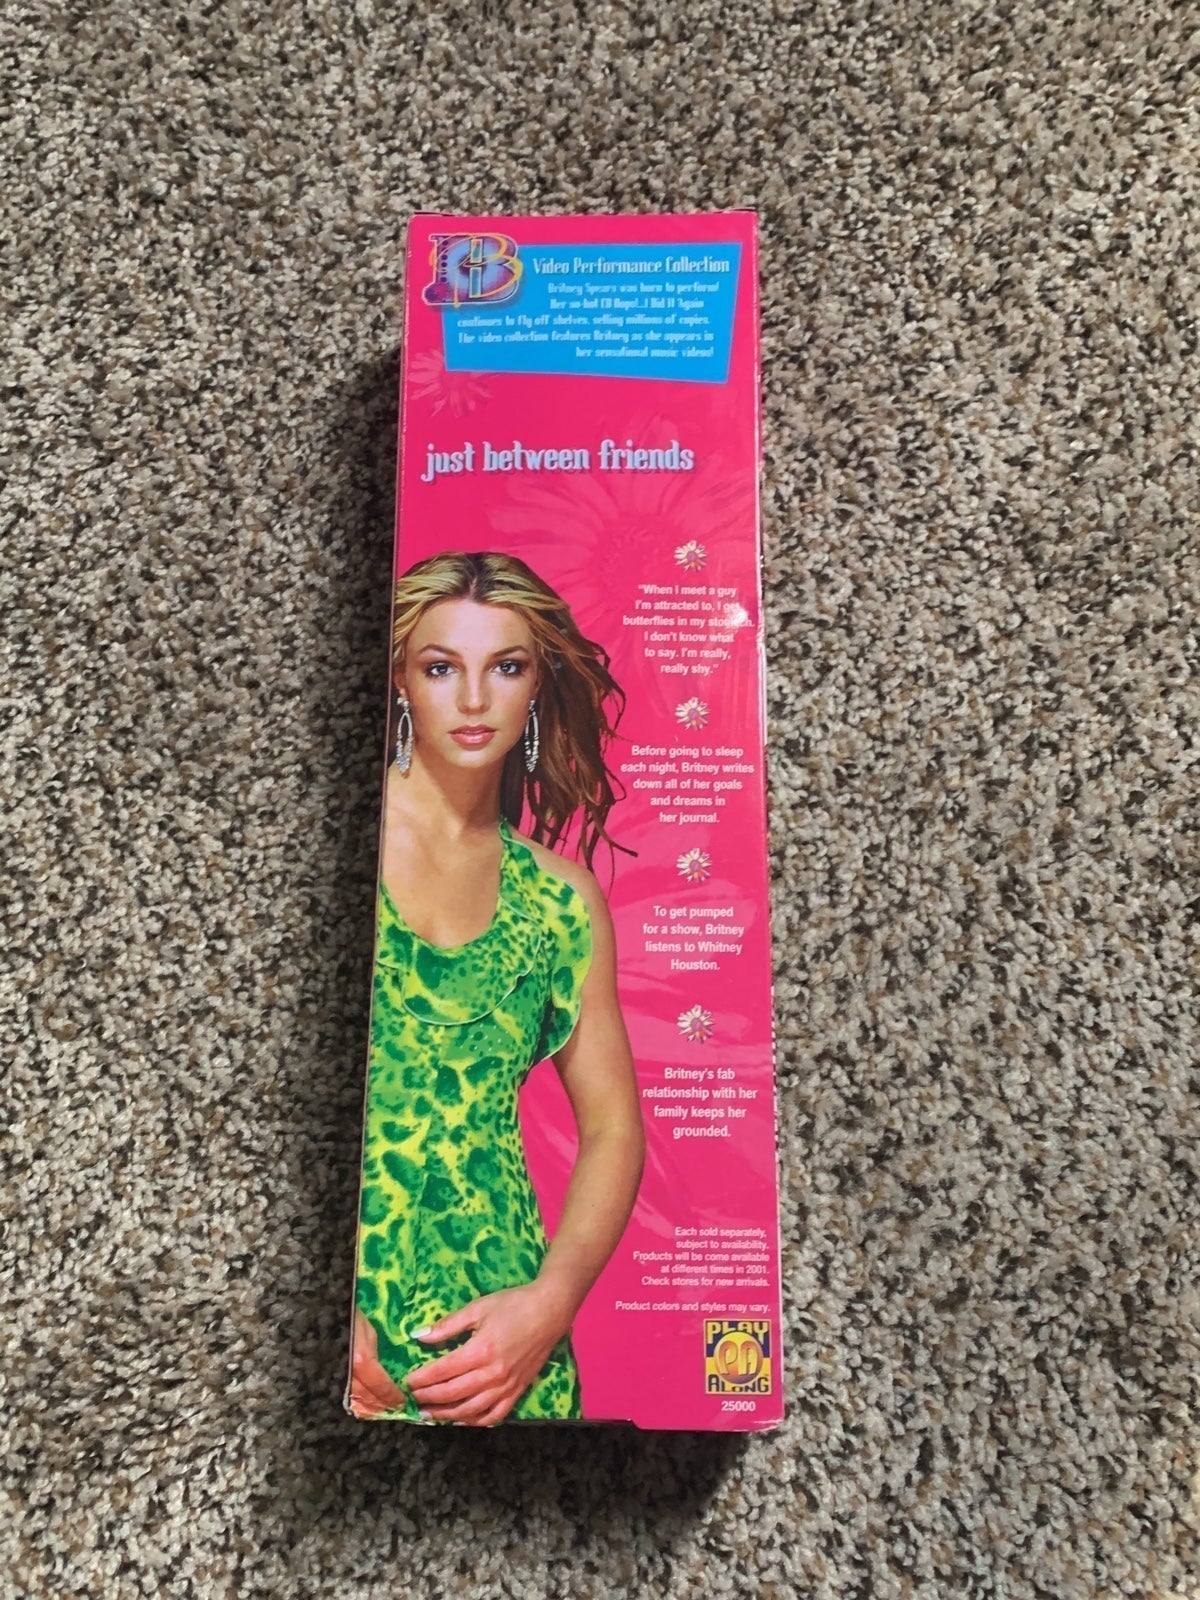 B
Video Performance Collection
Britney Spears was born to perform!
Her so-hot CD Oops!...I Did It Again
continues to fly off shelves, selling millions of copies.
The video collection features Britney as she appears in
her sensational music videos!
just between friends
"When I meet a guy
I'm attracted to, I get
butterflies in my stomach.
I don't know what
to say. I'm really,
really shy."
Before going to sleep
each night, Britney writes
down all of her goals
and dreams in
her journal.
To get pumped
for a show, Britney
listens to Whitney
Houston.
Britney's fab
relationship with her
family keeps her
grounded.
Each sold separately,
subject to availability.
Products will be come available
at different times in 2001.
Check stores for new arrivals.
Product colors and styles may vary.
PLAY
PA
ALONG
25000